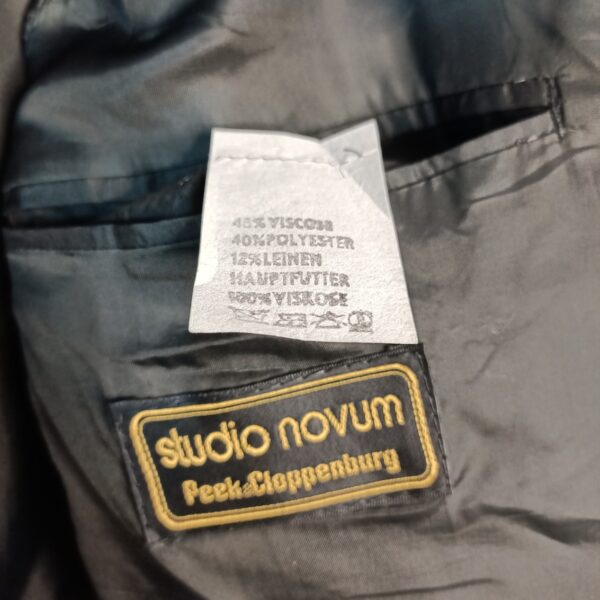 48% VISCOSE
40% POLYESTER
12% LEINEN
HAUPTFUTTER
100% VISKOSE
studio novum
Peek & Cloppenburg